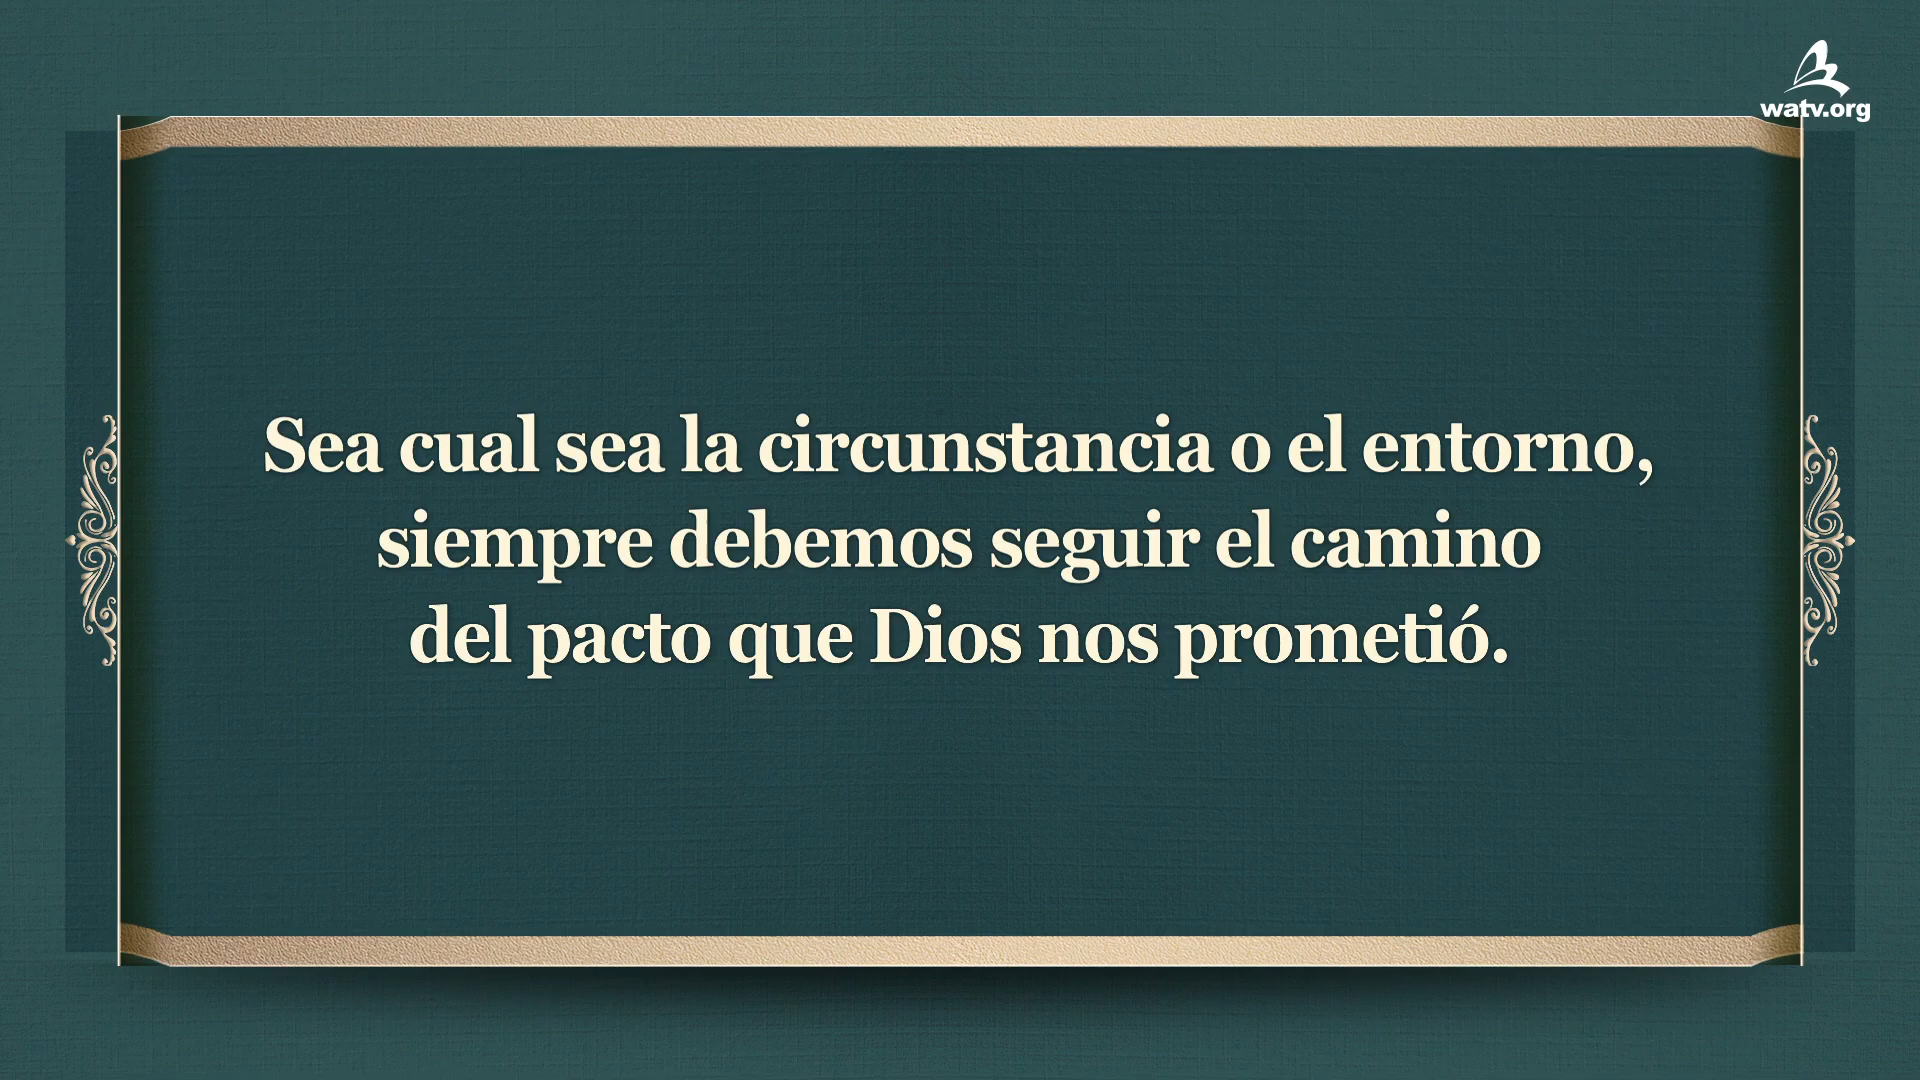 watv.org
Sea cual sea la circunstancia o el entorno,
siempre debemos seguir el camino
del pacto que Dios nos prometió.